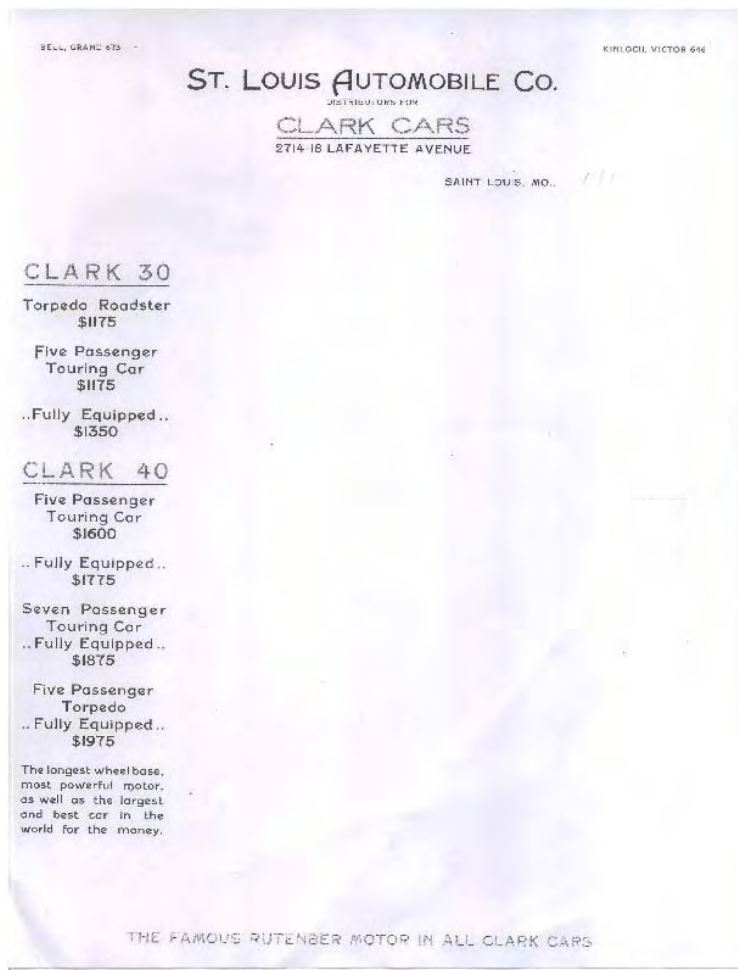 BELL, GRAND 673
KINLOCH, VICTOR 646
ST. LOUIS AUTOMOBILE CO.
DISTRIBUTORS FOR
CLARK CARS
2714-18 LAFAYETTE AVENUE
SAINT LOUIS, MO.,
CLARK 30
Torpedo Roadster
$1175
Five Passenger
Touring Car
$1175
..Fully Equipped..
$1350
CLARK 40
Five Passenger
Touring Car
$1600
..Fully Equipped..
$1775
Seven Passenger
Touring Car
..Fully Equipped..
$1875
Five Passenger
Torpedo
..Fully Equipped..
$1975
The longest wheel base,
most powerful motor,
as well as the largest
and best car in the
world for the money.
THE FAMOUS RUTENBER MOTOR IN ALL CLARK CARS